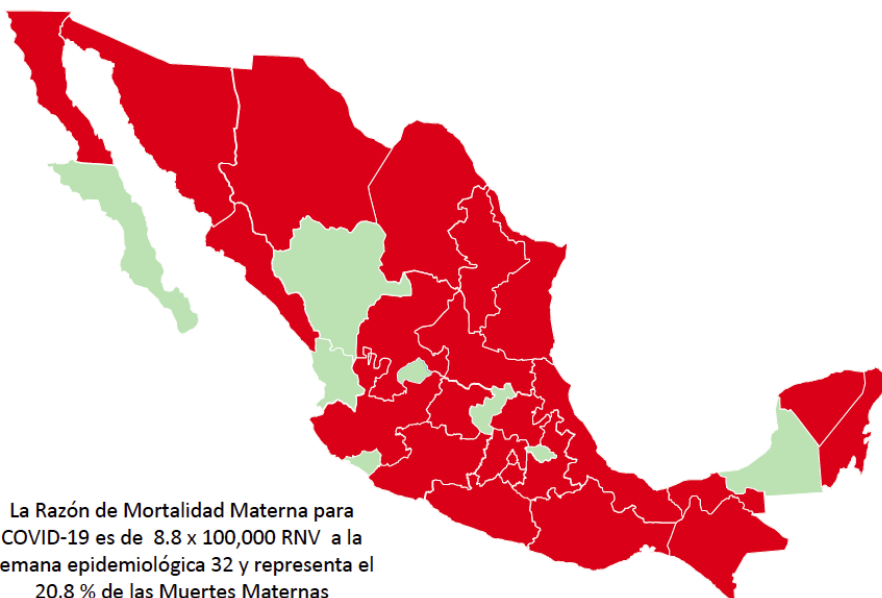 La Razón de Mortalidad Materna para
COVID-19 es de 8.8 x 100,000 RNV a la
emana epidemiológica 32 y representa el
20.8 % de las Muertes Maternas